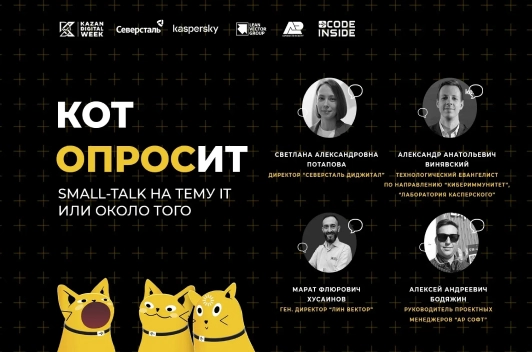 KAZAN
DIGITAL
WEEK
Северсталь
kaspersky
LEAN
VECTOR
GROUP
CODE
INSIDE
КОТ
ОПРОСИТ
SMALL-TALK НА ТЕМУ IT
ИЛИ ОКОЛО ТОГО
СВЕТЛАНА АЛЕКСАНДРОВНА
ПОТАПОВА
ДИРЕКТОР "СЕВЕРСТАЛЬ ДИДЖИТАЛ"
АЛЕКСАНДР АНАТОЛЬЕВИЧ
ВИНЯВСКИЙ
ТЕХНОЛОГИЧЕСКИЙ ЕВАНГЕЛИСТ
ПО НАПРАВЛЕНИЮ "КИБЕРИММУНИТЕТ",
"ЛАБОРАТОРИЯ КАСПЕРСКОГО"
МАРАТ ФЛЮРОВИЧ
ХУСАИНОВ
ГЕН. ДИРЕКТОР "ЛИН ВЕКТОР"
АЛЕКСЕЙ АНДРЕЕВИЧ
БОДЯЖИН
РУКОВОДИТЕЛЬ ПРОЕКТНЫХ
МЕНЕДЖЕРОВ "АР СОФТ"